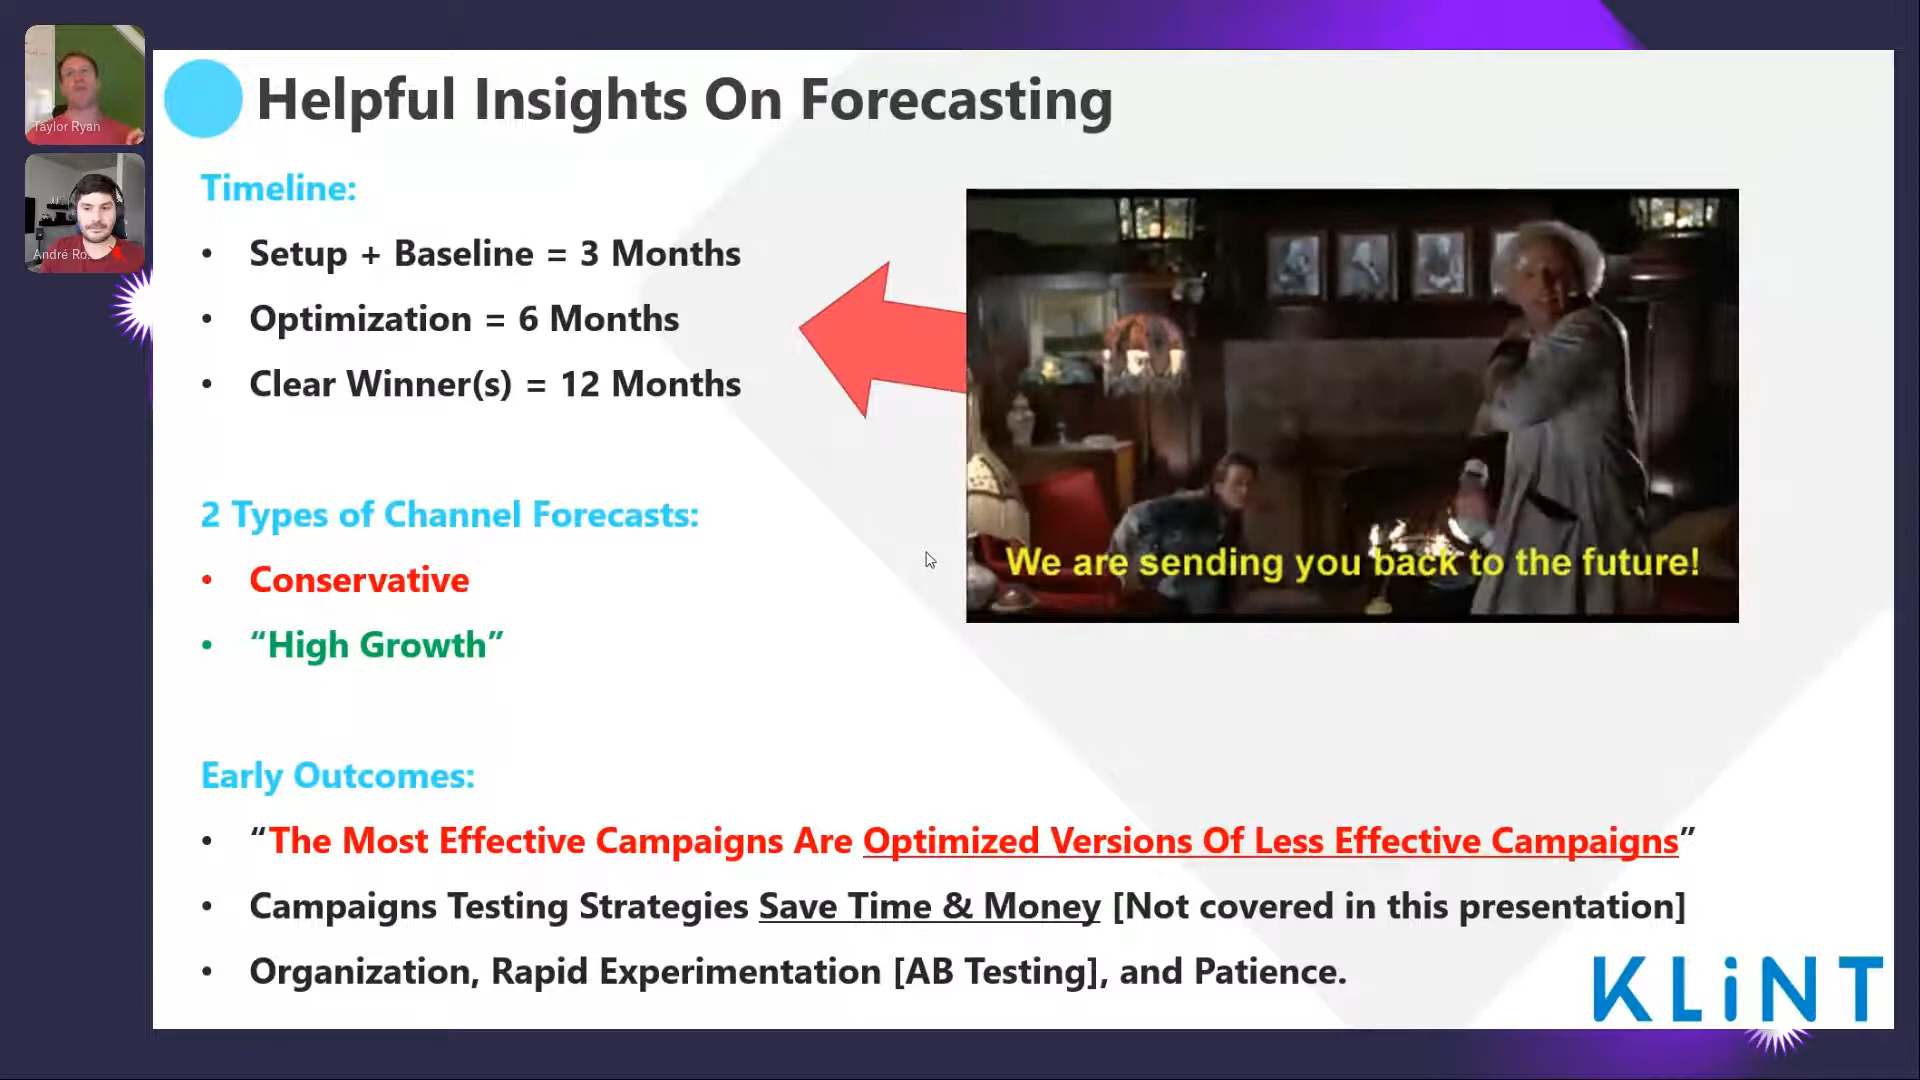 Taylor Ryan
André Ro...
Helpful Insights On Forecasting
Timeline:
• Setup + Baseline = 3 Months
• Optimization = 6 Months
• Clear Winner(s) = 12 Months
We are sending you back to the future!
2 Types of Channel Forecasts:
• Conservative
• “High Growth”
Early Outcomes:
• “The Most Effective Campaigns Are Optimized Versions Of Less Effective Campaigns”
• Campaigns Testing Strategies Save Time & Money [Not covered in this presentation]
• Organization, Rapid Experimentation [AB Testing], and Patience.
KLiNT